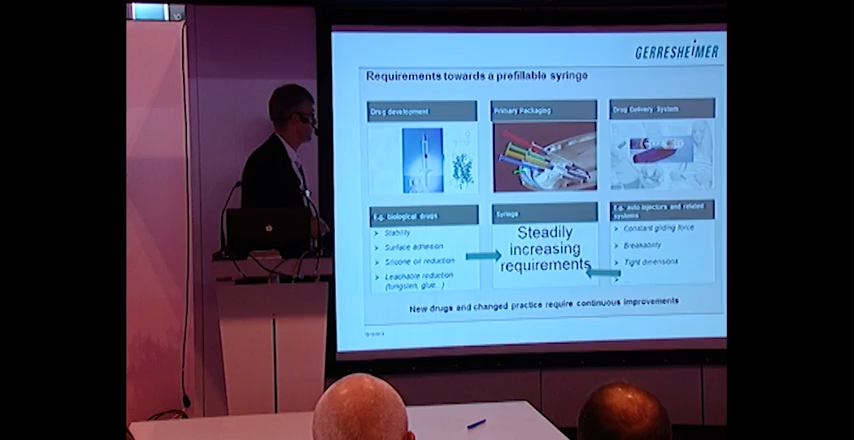 GERRESHEIMER
Requirements towards a prefillable syringe
Drug development
Primary Packaging
Drug Delivery System
E.g. biological drugs
➢ Stability
➢ Surface adhesion
➢ Silicone oil reduction
➢ Leachable reduction
(tungsten, glue...)
Syringe
Steadily
increasing
requirements
E.g. auto injectors and related
systems
➢ Constant gliding force
➢ Breakability
➢ Tight dimensions
➢
New drugs and changed practice require continuous improvements